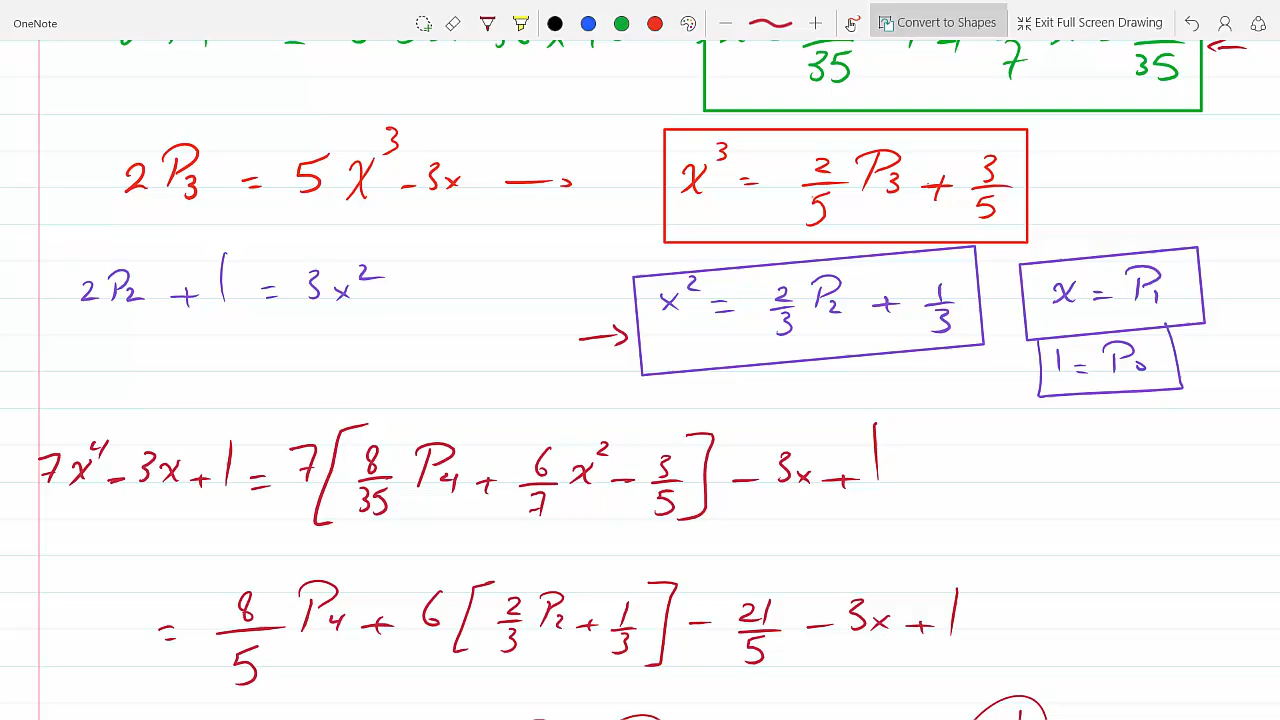 OneNote
Convert to Shapes
Exit Full Screen Drawing
35 7 35 ←
2P₃ = 5x³ - 3x →
x³ = 2/5 P₃ + 3/5
2P₂ + 1 = 3x²
→ x² = 2/3 P₂ + 1/3
x = P₁
1 = P₀
7x⁴ - 3x + 1 = 7[8/35 P₄ + 6/7 x² - 3/5] - 3x + 1
= 8/5 P₄ + 6[2/3 P₂ + 1/3] - 21/5 - 3x + 1